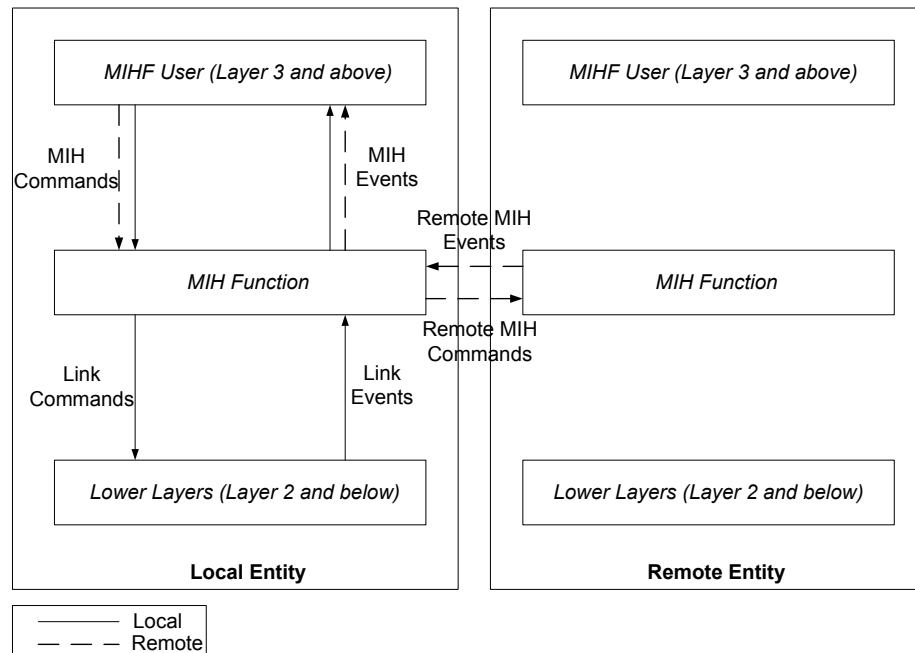 MIHF User (Layer 3 and above)
MIHF User (Layer 3 and above)
MIH
Commands
MIH
Events
Remote MIH
Events
MIH Function
MIH Function
Remote MIH
Commands
Link
Commands
Link
Events
Lower Layers (Layer 2 and below)
Lower Layers (Layer 2 and below)
Local Entity
Remote Entity
Local
Remote